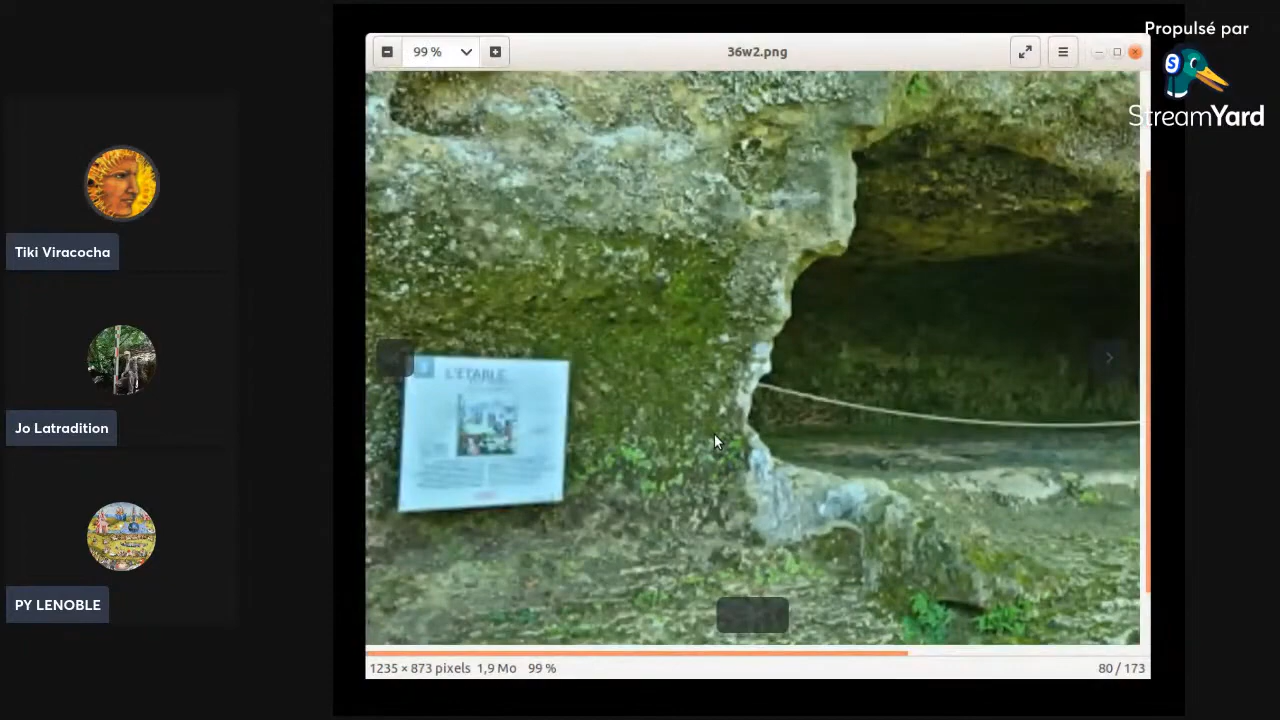 Propulsé par
StreamYard
99 %
36w2.png
Tiki Viracocha
Jo Latradition
PY LENOBLE
L'ETABLE
1235 × 873 pixels 1,9 Mo 99 %
80 / 173